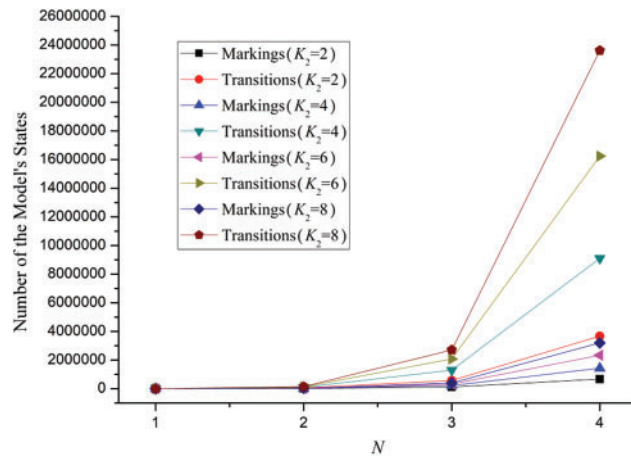 26000000
24000000
22000000
20000000
18000000
16000000
14000000
12000000
10000000
8000000
6000000
4000000
2000000
0
Number of the Model's States
Markings(K₂=2)
Transitions(K₂=2)
Markings(K₂=4)
Transitions(K₂=4)
Markings(K₂=6)
Transitions(K₂=6)
Markings(K₂=8)
Transitions(K₂=8)
1 2 3 4
N